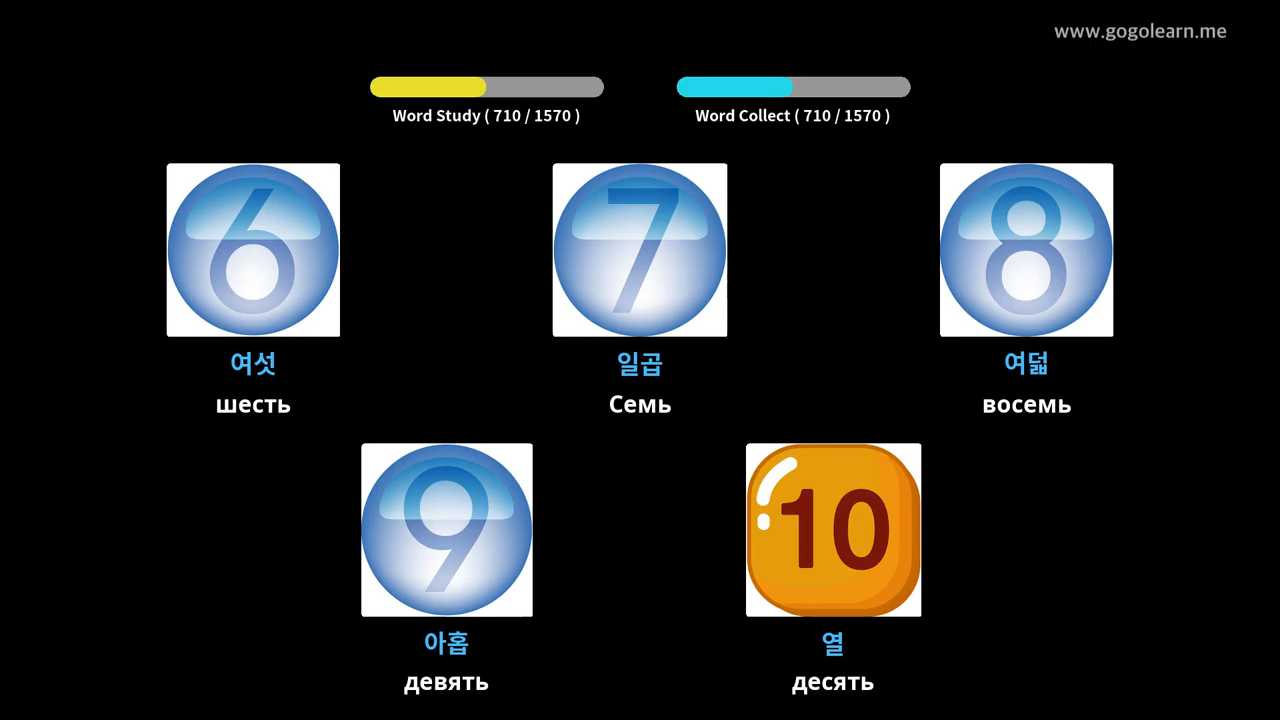 www.gogolearn.me
Word Study ( 710 / 1570 )
Word Collect ( 710 / 1570 )
6
7
8
여섯
일곱
여덟
шесть
Семь
восемь
9
10
아홉
열
девять
десять